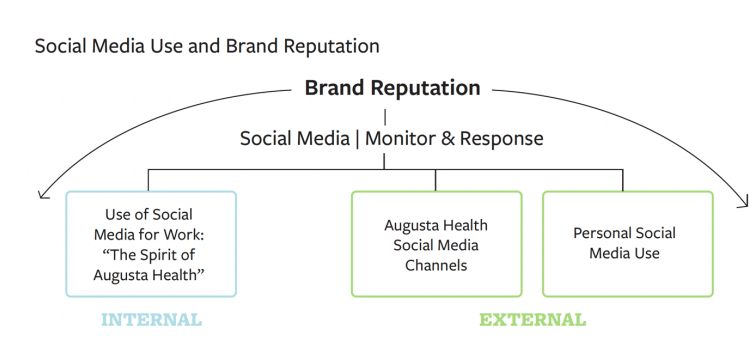 Social Media Use and Brand Reputation
Brand Reputation
Social Media | Monitor & Response
Use of Social
Media for Work:
“The Spirit of
Augusta Health”
Augusta Health
Social Media
Channels
Personal Social
Media Use
INTERNAL
EXTERNAL